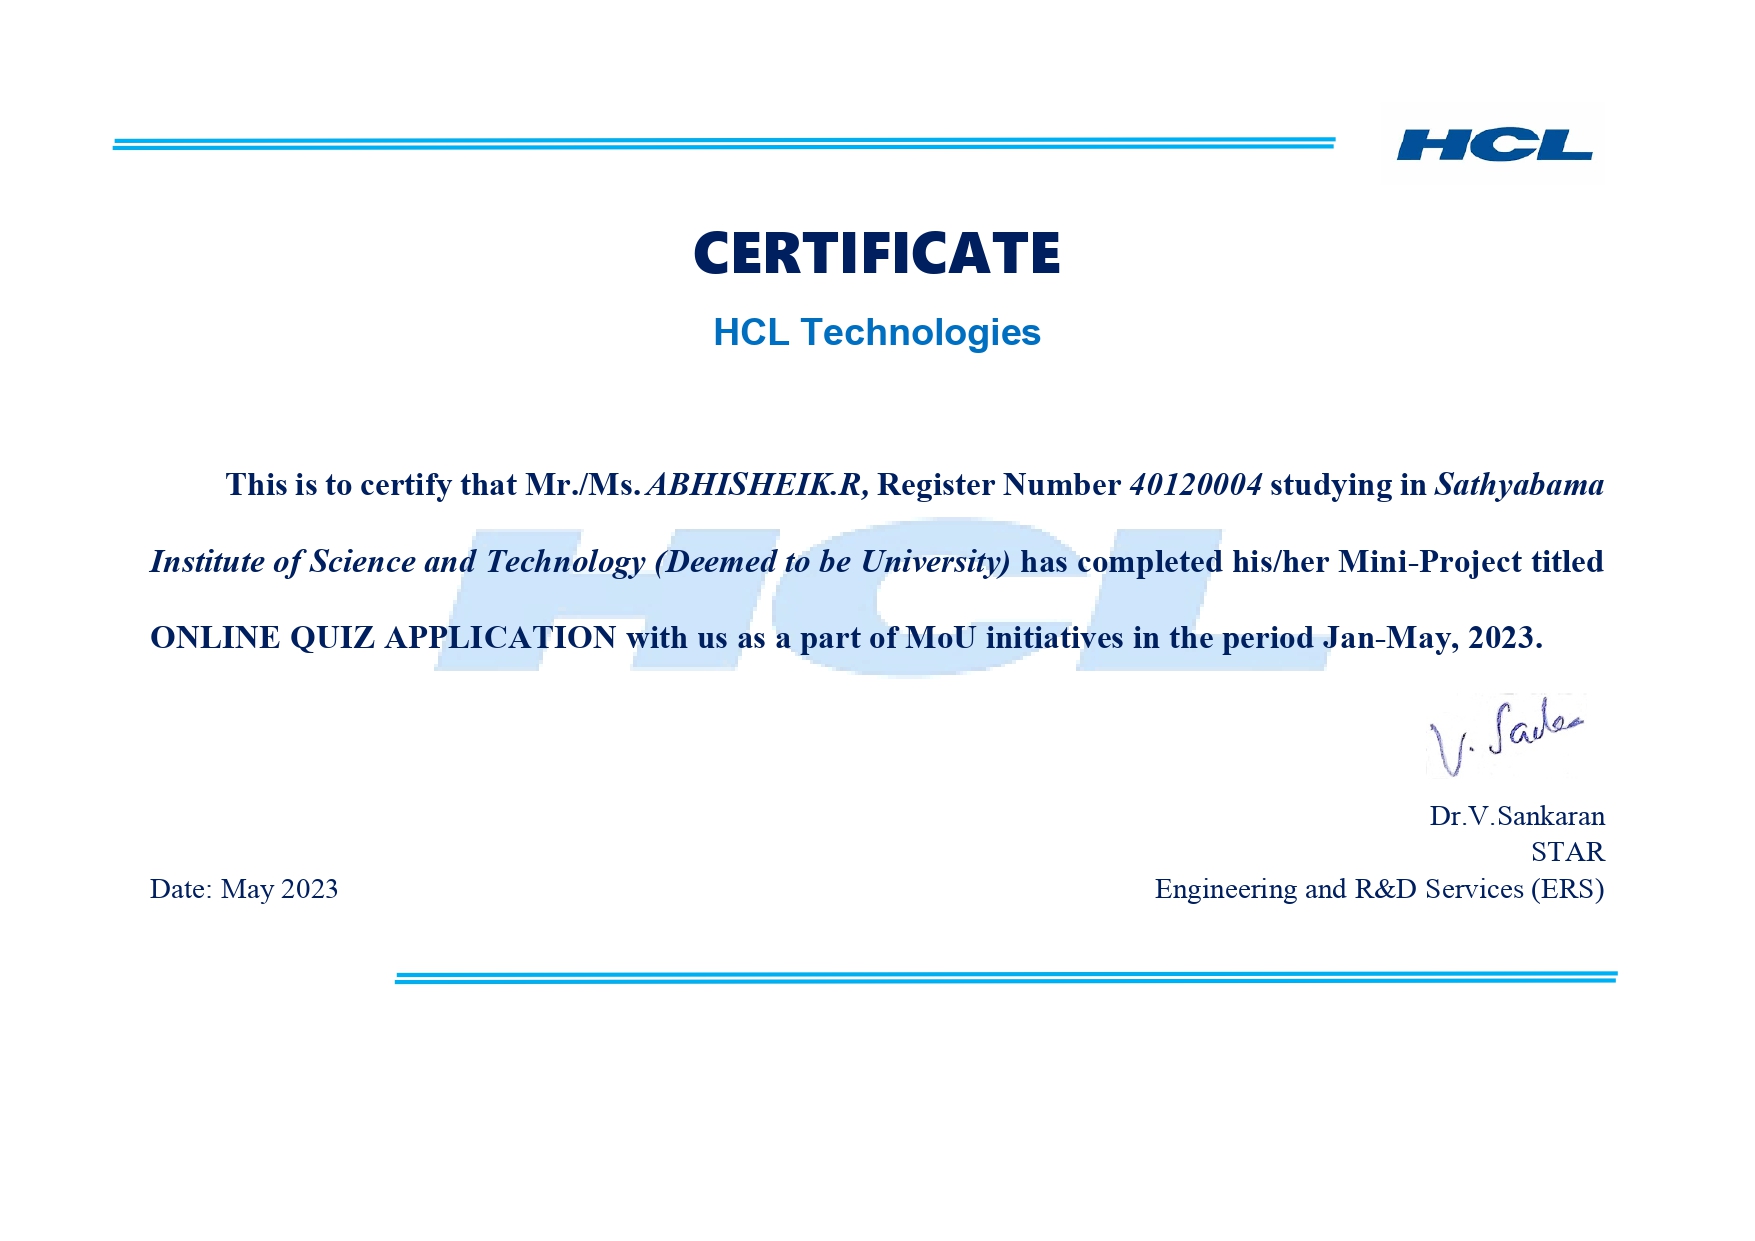 HCL
CERTIFICATE
HCL Technologies
This is to certify that Mr./Ms. ABHISHEIK.R, Register Number 40120004 studying in Sathyabama
Institute of Science and Technology (Deemed to be University) has completed his/her Mini-Project titled
ONLINE QUIZ APPLICATION with us as a part of MoU initiatives in the period Jan-May, 2023.
HCL
V.
Dr.V.Sankaran
STAR
Date: May 2023
Engineering and R&D Services (ERS)